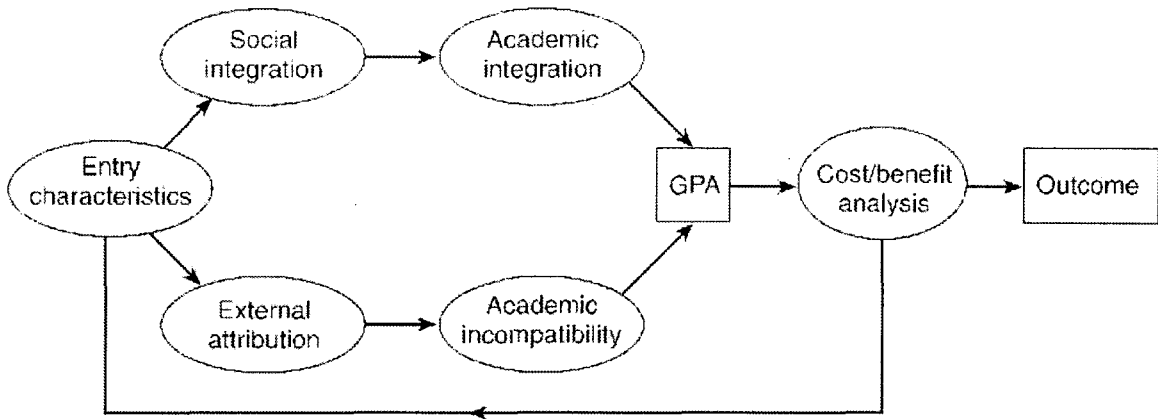 Social
integration
Academic
integration
Entry
characteristics
GPA
Cost/benefit
analysis
Outcome
External
attribution
Academic
incompatibility